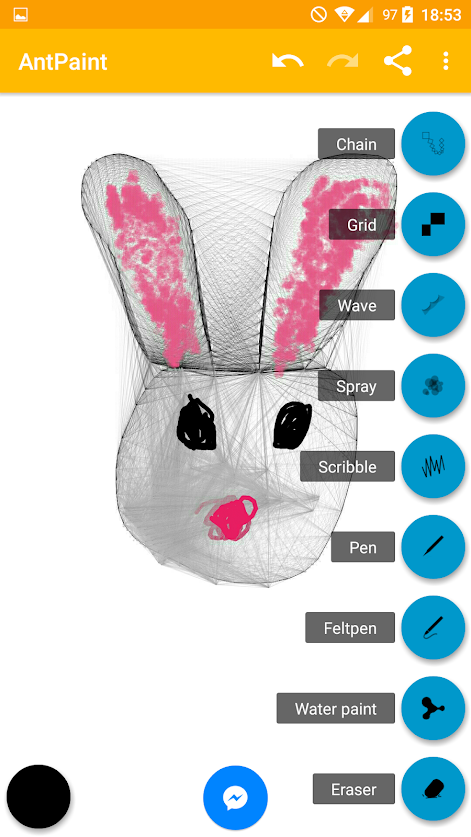 97% 18:53
AntPaint
Chain
Grid
Wave
Spray
Scribble
Pen
Feltpen
Water paint
Eraser